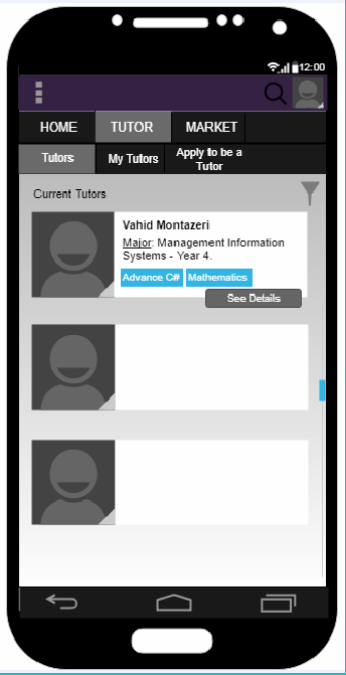 12:00
HOME TUTOR MARKET
Tutors My Tutors Apply to be a
Tutor
Current Tutors
Vahid Montazeri
Major: Management Information
Systems - Year 4.
Advance C# Mathematics
See Details